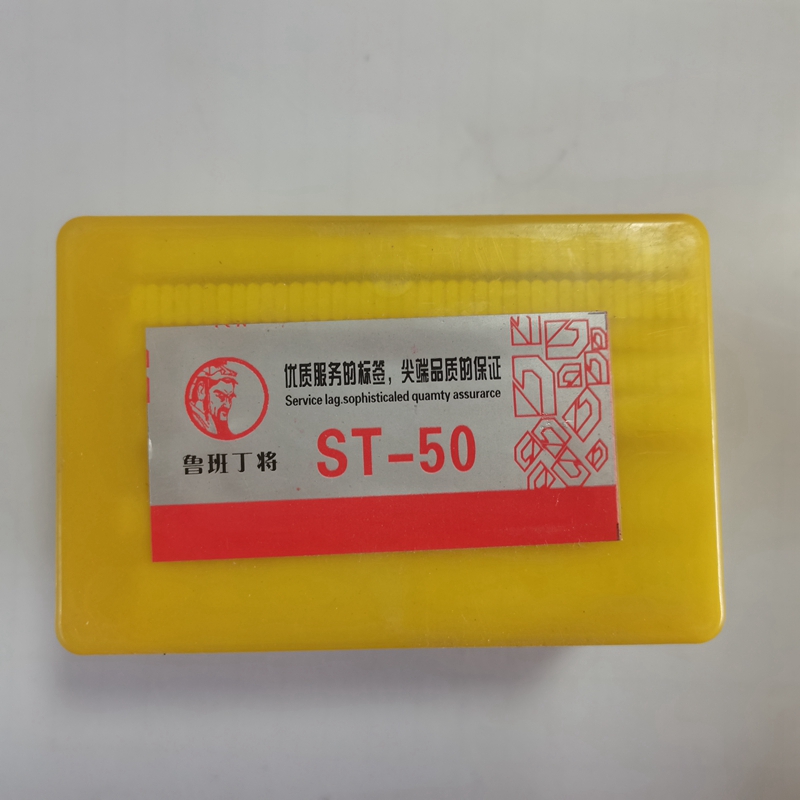 优质服务的标签，尖端品质的保证
Service lag.sophisticaled quamty assurarce
鲁班丁将
ST-50